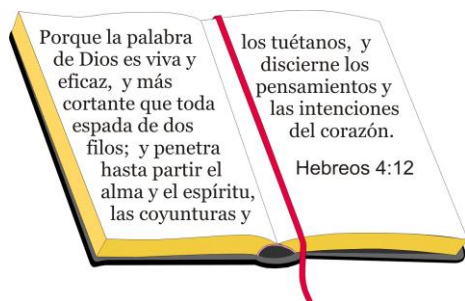 Porque la palabra
de Dios es viva y
eficaz, y más
cortante que toda
espada de dos
filos; y penetra
hasta partir el
alma y el espíritu,
las coyunturas y
los tuétanos, y
discierne los
pensamientos y
las intenciones
del corazón.
Hebreos 4:12